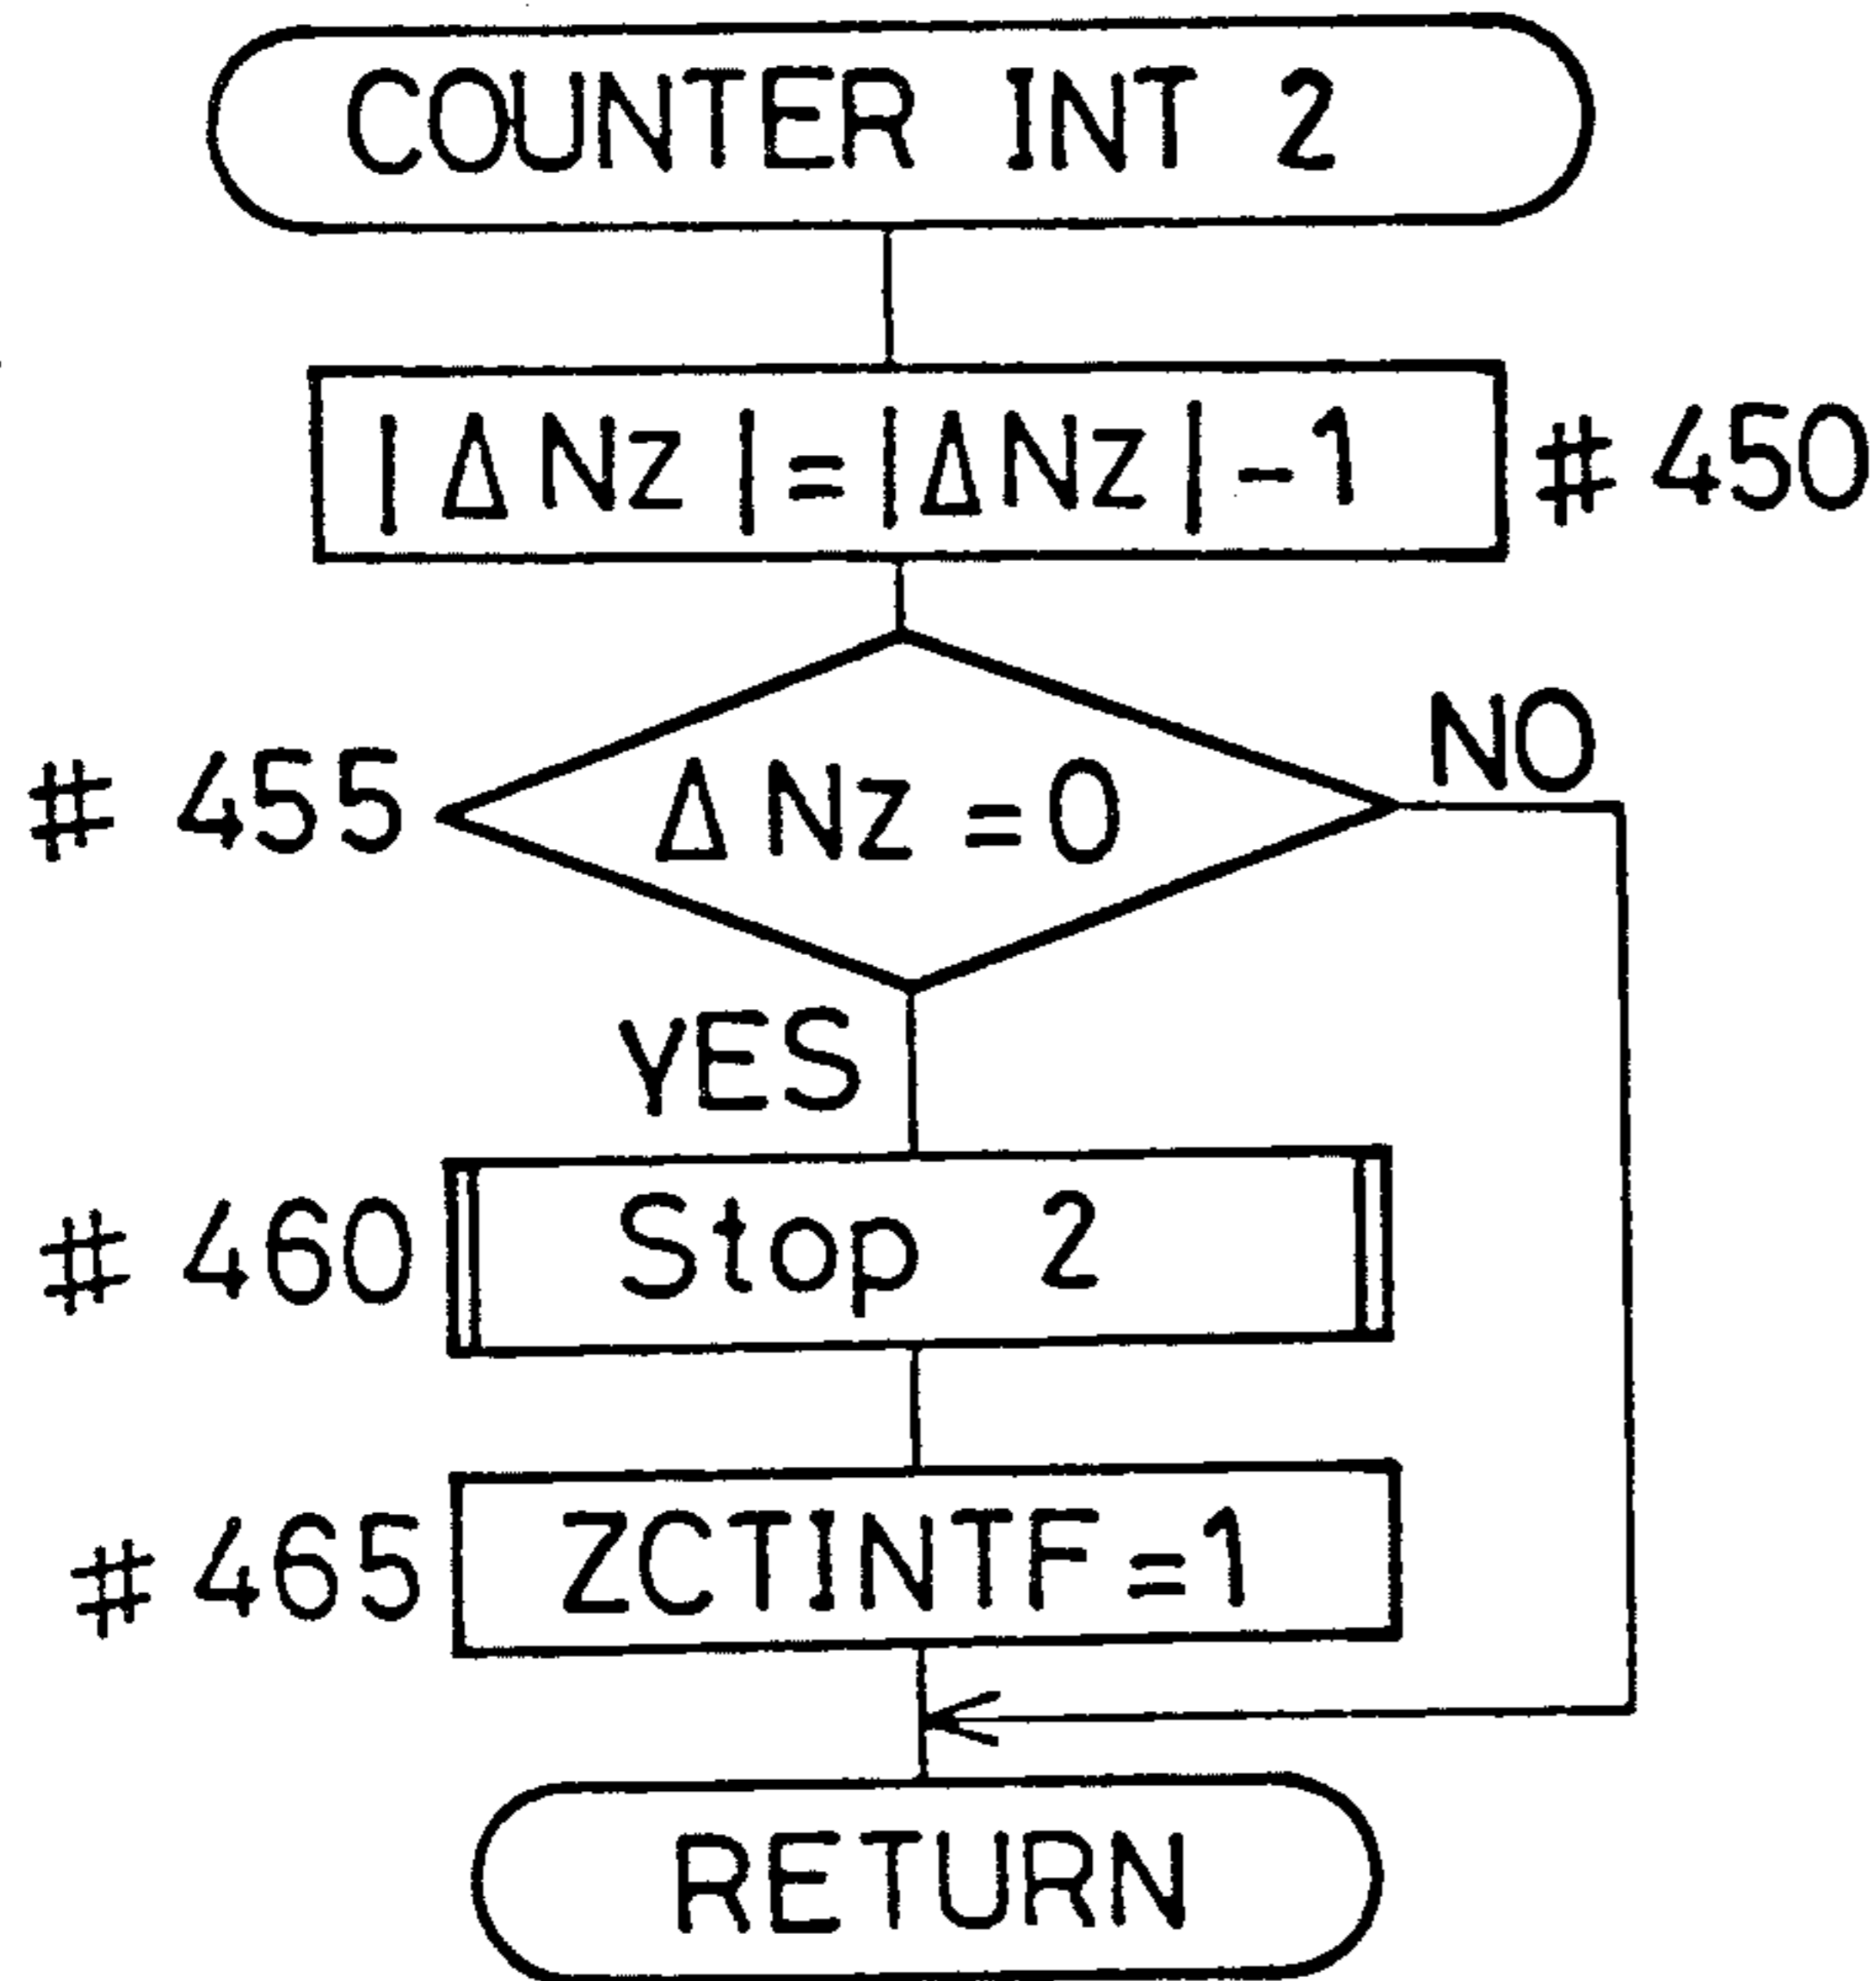 COUNTER INT 2
|ΔNz|=|ΔNz|-1 #450
NO
# 455 ΔNz=0
YES
# 460 Stop 2
# 465 ZCTINTF=1
RETURN